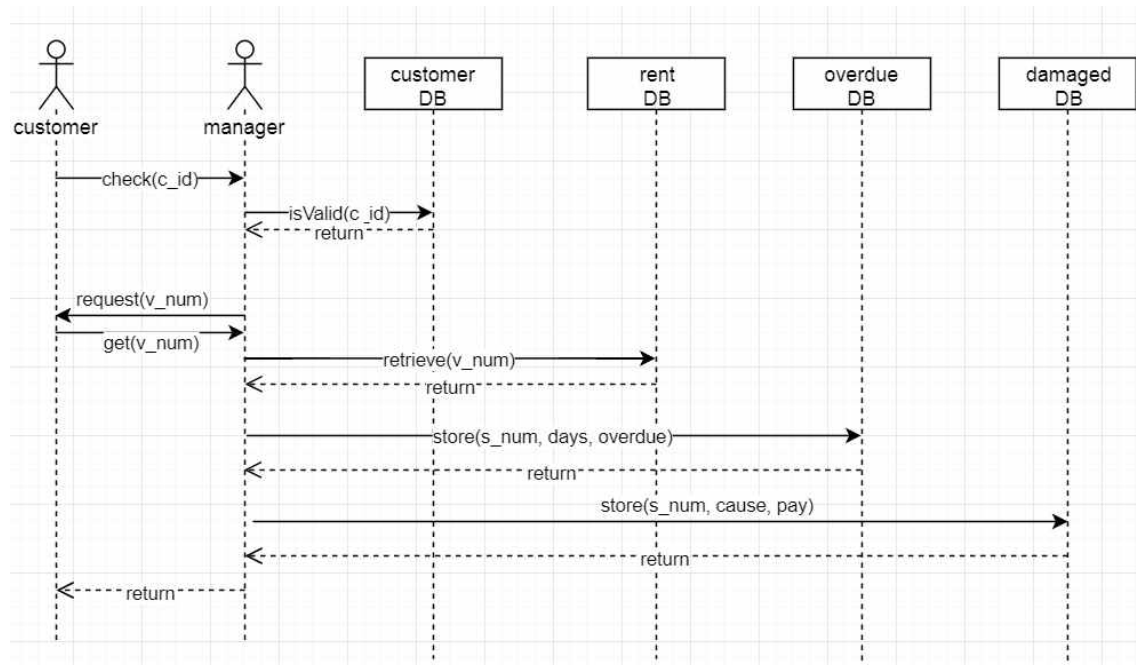 customer
manager
customer
DB
rent
DB
overdue
DB
damaged
DB
check(c_id)
isValid(c_id)
return
request(v_num)
get(v_num)
retrieve(v_num)
return
store(s_num, days, overdue)
return
store(s_num, cause, pay)
return
return